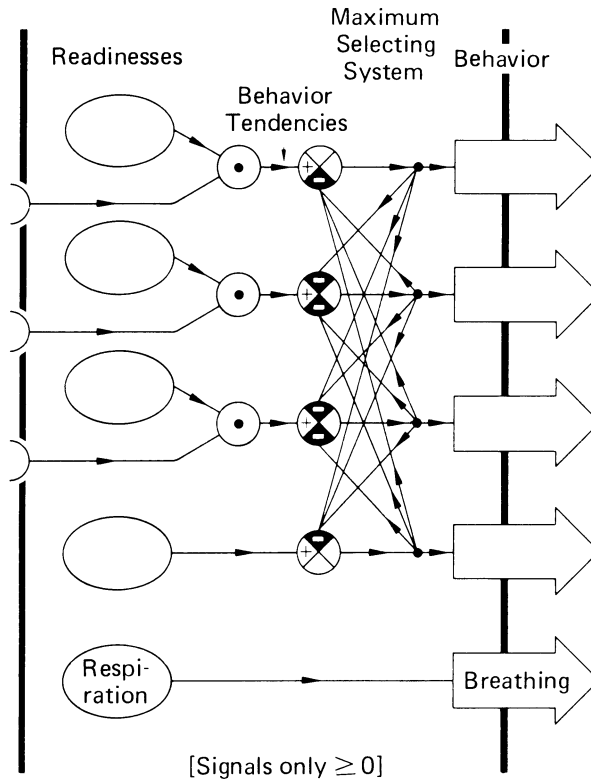 Maximum
Selecting
System
Readinesses
Behavior
Behavior
Tendencies
+
+
+
+
Respi-
ration
Breathing
[Signals only ≥ 0]